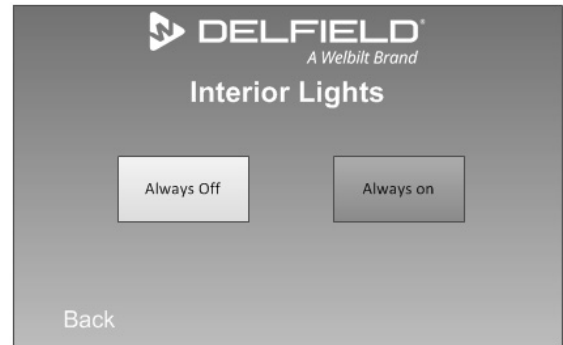 DELFIELD®
A Welbilt Brand
Interior Lights
Always Off
Always on
Back